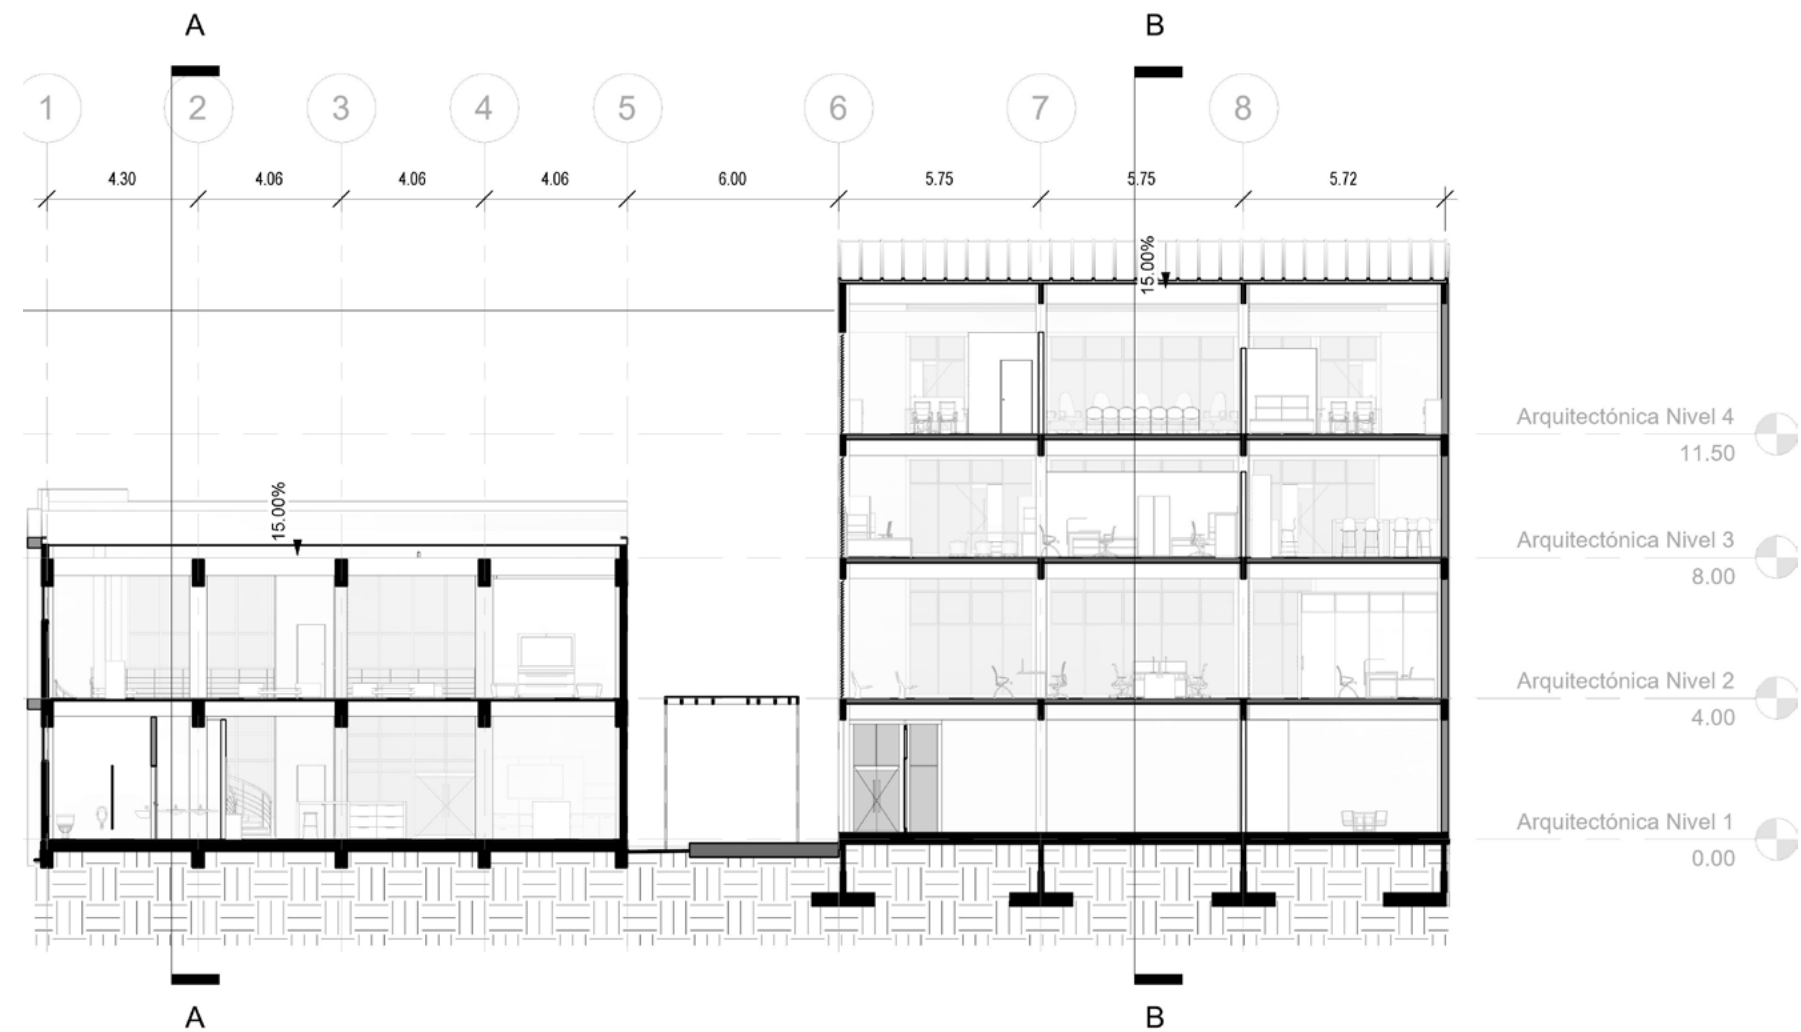 A
B
1
2
3
4
5
6
7
8
4.30
4.06
4.06
4.06
6.00
5.75
5.75
5.72
15.00%
15.00%
Arquitectónica Nivel 4
11.50
Arquitectónica Nivel 3
8.00
Arquitectónica Nivel 2
4.00
Arquitectónica Nivel 1
0.00
A
B